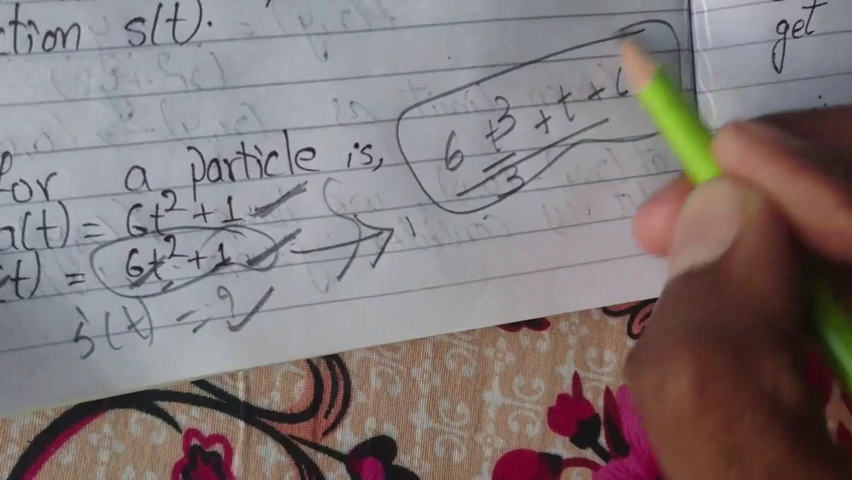 ction s(t).
get
6 t³/3 + t + c
for a particle is,
a(t) = 6t² + 1
(t) = 6t² + 1
s(t) = ?